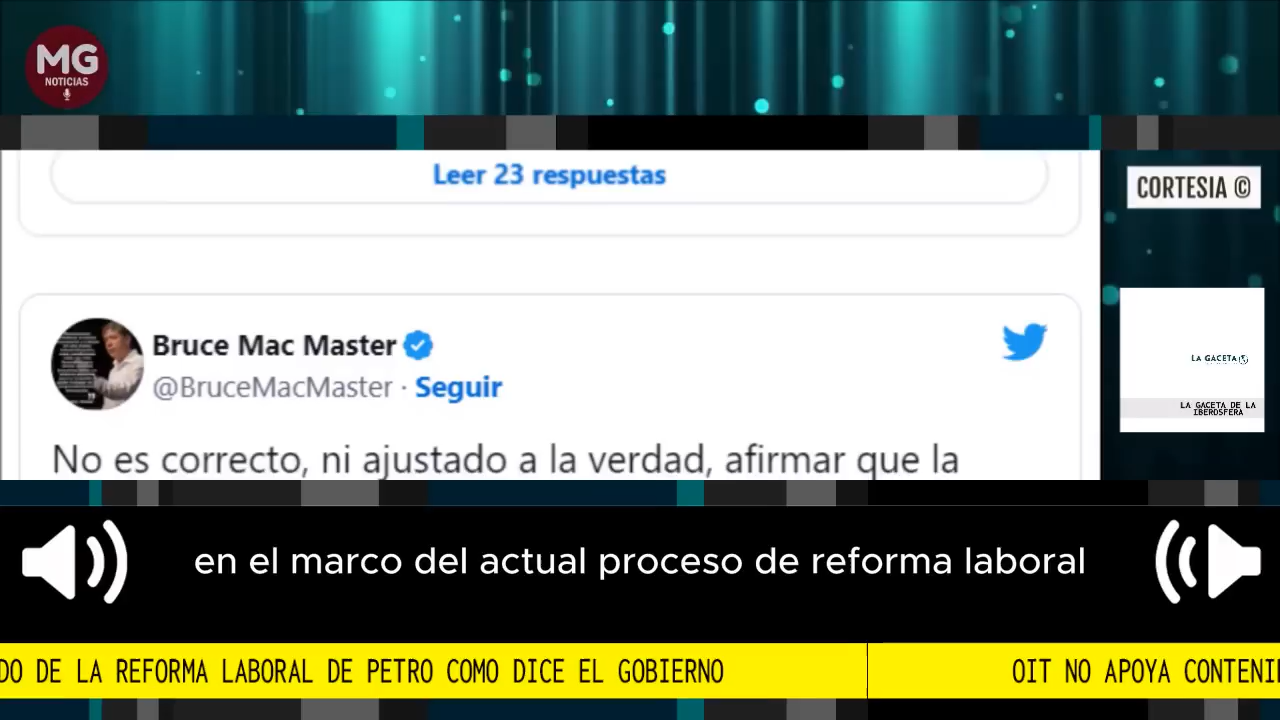 MG
NOTICIAS
Leer 23 respuestas
CORTESIA ©
Bruce Mac Master
@BruceMacMaster · Seguir
LA GACETA
LA GACETA DE LA
IBEROSFERA
No es correcto, ni ajustado a la verdad, afirmar que la
en el marco del actual proceso de reforma laboral
DO DE LA REFORMA LABORAL DE PETRO COMO DICE EL GOBIERNO
OIT NO APOYA CONTENI